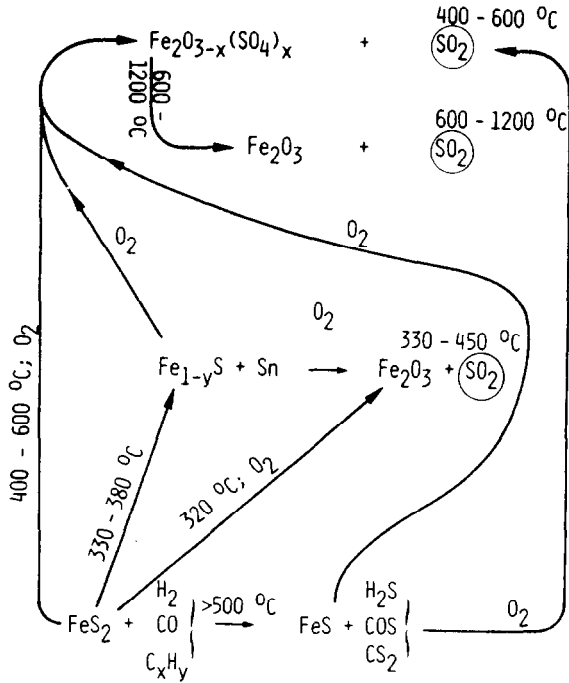 400 - 600 °C
Fe2O3-x(SO4)x + SO2
600 - 1200 °C
600 - 1200 °C
Fe2O3 + SO2
O2
O2
O2
330 - 450 °C
Fe1-yS + Sn → Fe2O3 + SO2
400 - 600 °C; O2
330 - 380 °C
320 °C; O2
H2 >500 °C H2S
FeS2 + CO → FeS + COS O2
CxHy CS2